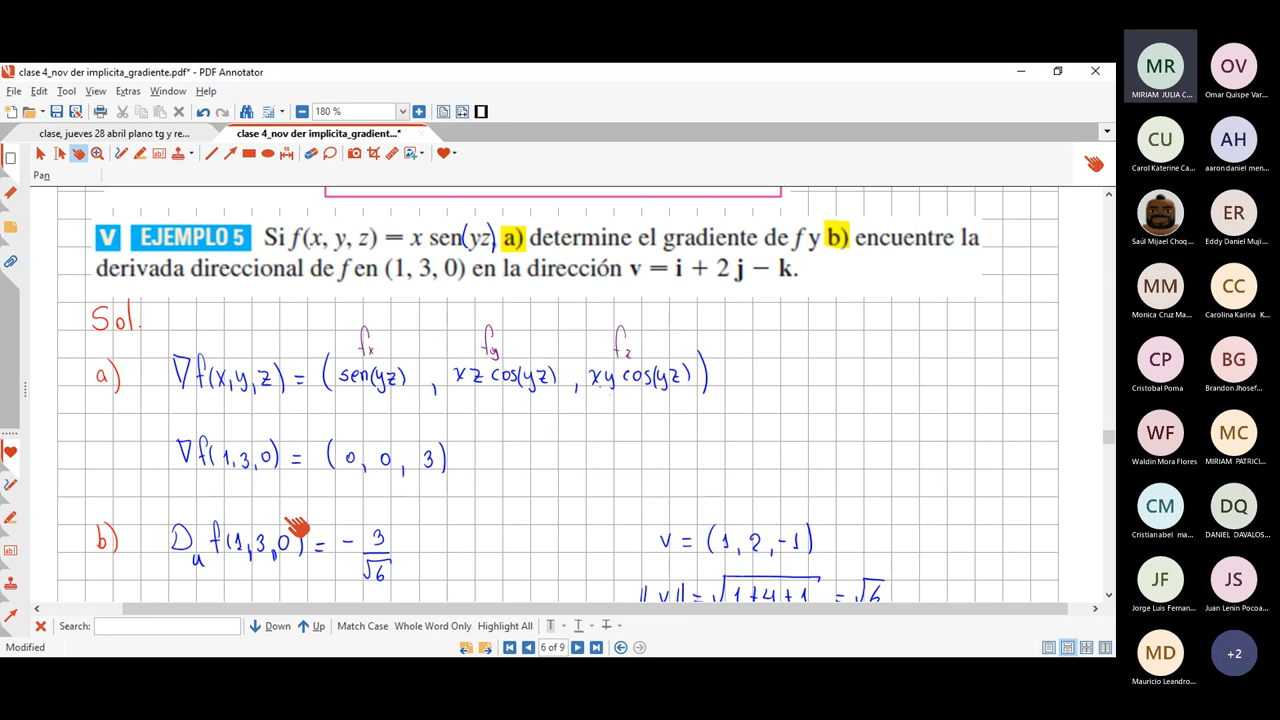 clase 4_nov der implicita_gradiente.pdf* - PDF Annotator
File Edit Tool View Extras Window Help
180 %
clase, jueves 28 abril plano tg y re...
clase 4_nov der implicita_gradient...*
Pan
V EJEMPLO 5 Si f(x, y, z) = x sen(yz), a) determine el gradiente de f y b) encuentre la
derivada direccional de f en (1, 3, 0) en la dirección v = i + 2 j − k.
Sol.
fx fy fz
a) ∇f(x,y,z) = (sen(yz), xz cos(yz), xy cos(yz))
∇f(1,3,0) = (0, 0, 3)
b) Du f(1,3,0) = - 3/√6
v = (1, 2, -1)
||v|| = √1+4+1 = √6
Search: Down Up Match Case Whole Word Only Highlight All
Modified
6 of 9
MR
MIRIAM JULIA C...
OV
Omar Quispe Var...
CU
Carol Katerine Ca...
AH
aaron daniel men...
Saúl Mijael Choq...
ER
Eddy Daniel Muji...
MM
Monica Cruz Ma...
CC
Carolina Karina K...
CP
Cristobal Poma
BG
Brandon Jhosef...
WF
Waldin Mora Flores
MC
MIRIAM PATRICI...
CM
Cristian abel ma...
DQ
DANIEL DAVALOS...
JF
Jorge Luis Fernan...
JS
Juan Lenin Pocoa...
MD
Mauricio Leandro...
+2